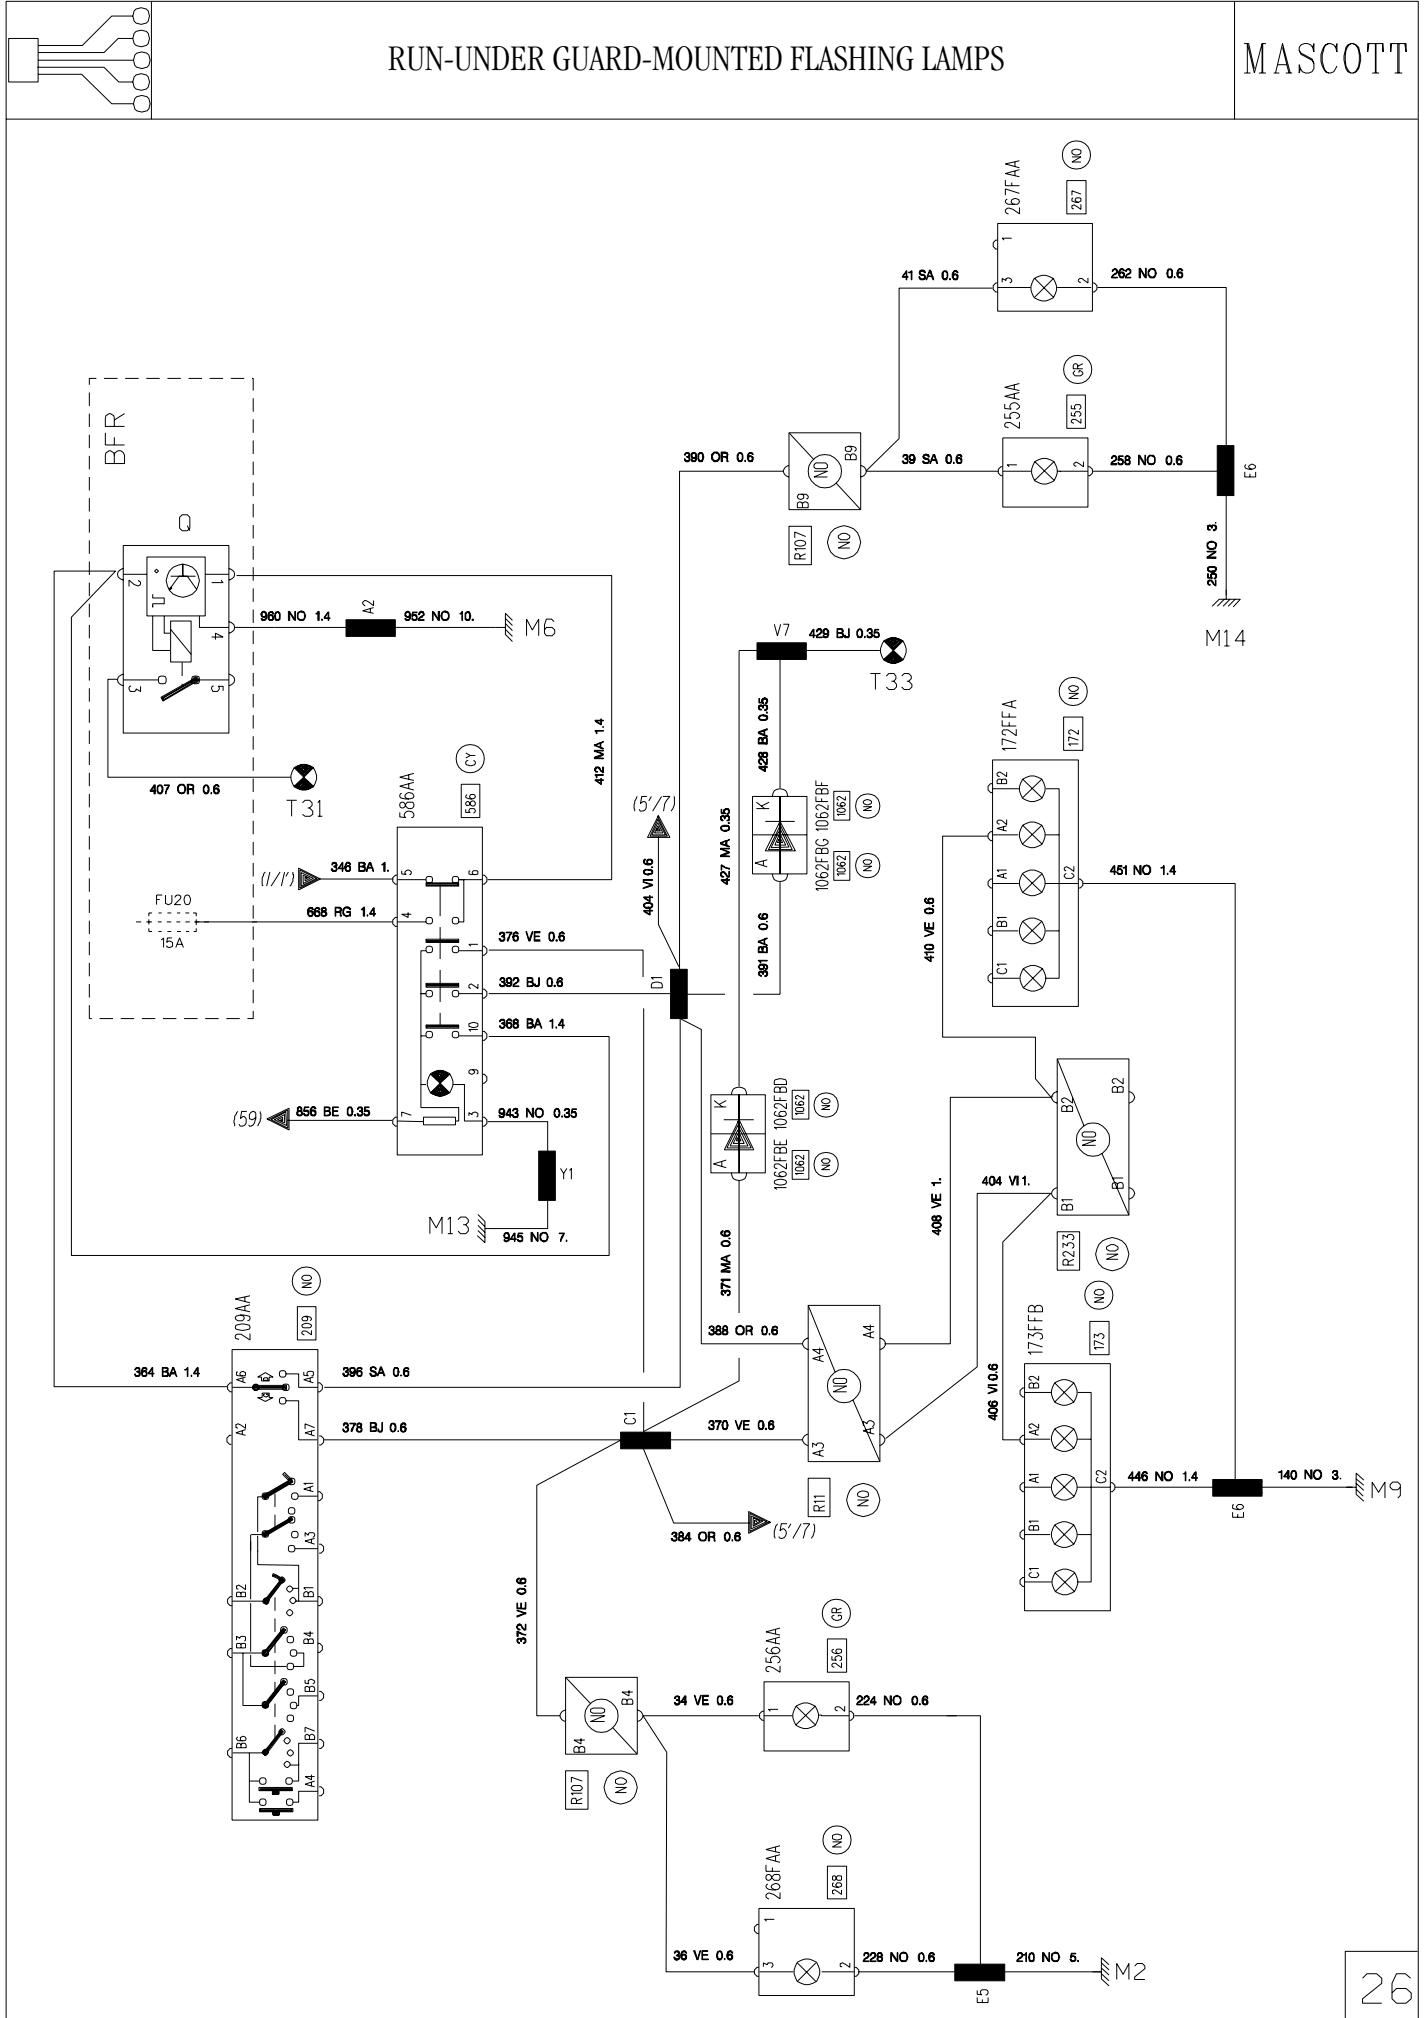 RUN-UNDER GUARD-MOUNTED FLASHING LAMPS
MASCOTT
267FAA
NO
267
1
3
2
41 SA 0.6
262 NO 0.6
BFR
255AA
GR
255
390 OR 0.6
NO
B9
B9
39 SA 0.6
1
2
258 NO 0.6
E6
R107
NO
250 NO 3.
M14
Q
2
1
4
3
5
960 NO 1.4
A2
952 NO 10.
M6
V7
429 BJ 0.35
T33
407 OR 0.6
T31
412 MA 1.4
428 BA 0.35
427 MA 0.35
586AA
CY
586
(5'/7)
404 VI 0.6
K
A
1062FBG 1062FBF
1062
NO
1062
NO
391 BA 0.6
172FFA
NO
172
B2
A2
A1
B1
C1
C2
410 VE 0.6
451 NO 1.4
(1/1')
346 BA 1.
5
6
FU20
15A
668 RG 1.4
4
1
376 VE 0.6
2
392 BJ 0.6
D1
10
368 BA 1.4
9
(59)
856 BE 0.35
7
3
943 NO 0.35
Y1
M13
945 NO 7.
K
A
1062FBE 1062FBD
1062
NO
1062
NO
371 MA 0.6
B2
B2
NO
B1
B1
408 VE 1.
404 VI 1.
R233
NO
209AA
NO
209
388 OR 0.6
A4
A4
NO
A3
A3
406 VI 0.6
173FFB
NO
173
364 BA 1.4
A6
A5
396 SA 0.6
A2
A7
378 BJ 0.6
C1
370 VE 0.6
R11
NO
384 OR 0.6
(5'/7)
B2
A2
A1
B1
C1
C2
446 NO 1.4
E6
140 NO 3.
M9
A1
A3
B2
B1
B3
B4
B5
B6
B7
A4
372 VE 0.6
256AA
GR
256
B4
B4
NO
34 VE 0.6
1
2
224 NO 0.6
R107
NO
268FAA
NO
268
36 VE 0.6
1
3
2
228 NO 0.6
E5
210 NO 5.
M2
26